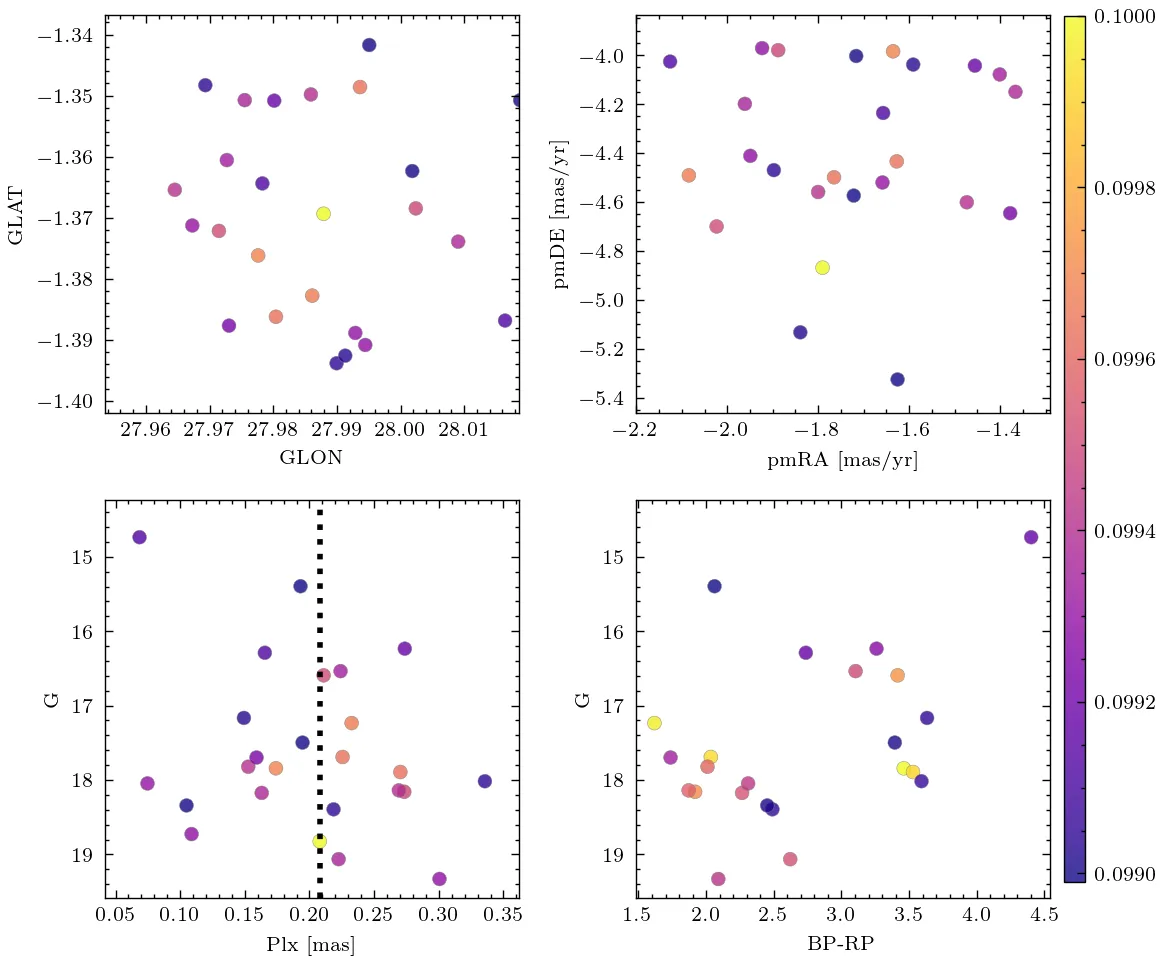 −1.34
−1.35
−1.36
−1.37
−1.38
−1.39
−1.40
GLAT
27.96 27.97 27.98 27.99 28.00 28.01
GLON
−4.0
−4.2
−4.4
−4.6
−4.8
−5.0
−5.2
−5.4
pmDE [mas/yr]
−2.2 −2.0 −1.8 −1.6 −1.4
pmRA [mas/yr]
0.1000
0.0998
0.0996
0.0994
0.0992
0.0990
15
16
17
18
19
G
0.05 0.10 0.15 0.20 0.25 0.30 0.35
Plx [mas]
15
16
17
18
19
G
1.5 2.0 2.5 3.0 3.5 4.0 4.5
BP-RP